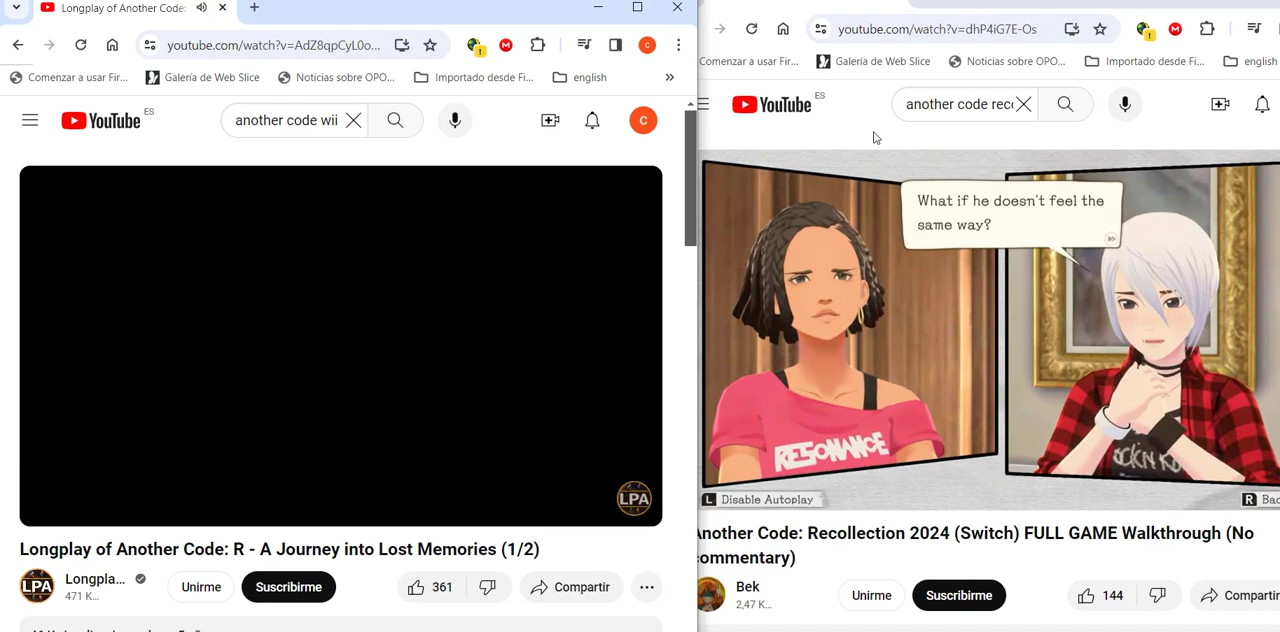 Longplay of Another Code:
youtube.com/watch?v=AdZ8qpCyL0o...
Comenzar a usar Fir... Galería de Web Slice Noticias sobre OPO... Importado desde Fi... english
YouTube ES
another code wii
C
LPA
Longplay of Another Code: R - A Journey into Lost Memories (1/2)
LPA
Longpla...
471 K...
Unirme
Suscribirme
361
Compartir
youtube.com/watch?v=dhP4iG7E-Os
Comenzar a usar Fir... Galería de Web Slice Noticias sobre OPO... Importado desde Fi... english
YouTube ES
another code rec
What if he doesn't feel the
same way?
RESONANCE
L Disable Autoplay
R Bac
Another Code: Recollection 2024 (Switch) FULL GAME Walkthrough (No
commentary)
Bek
2,47 K...
Unirme
Suscribirme
144
Compartir